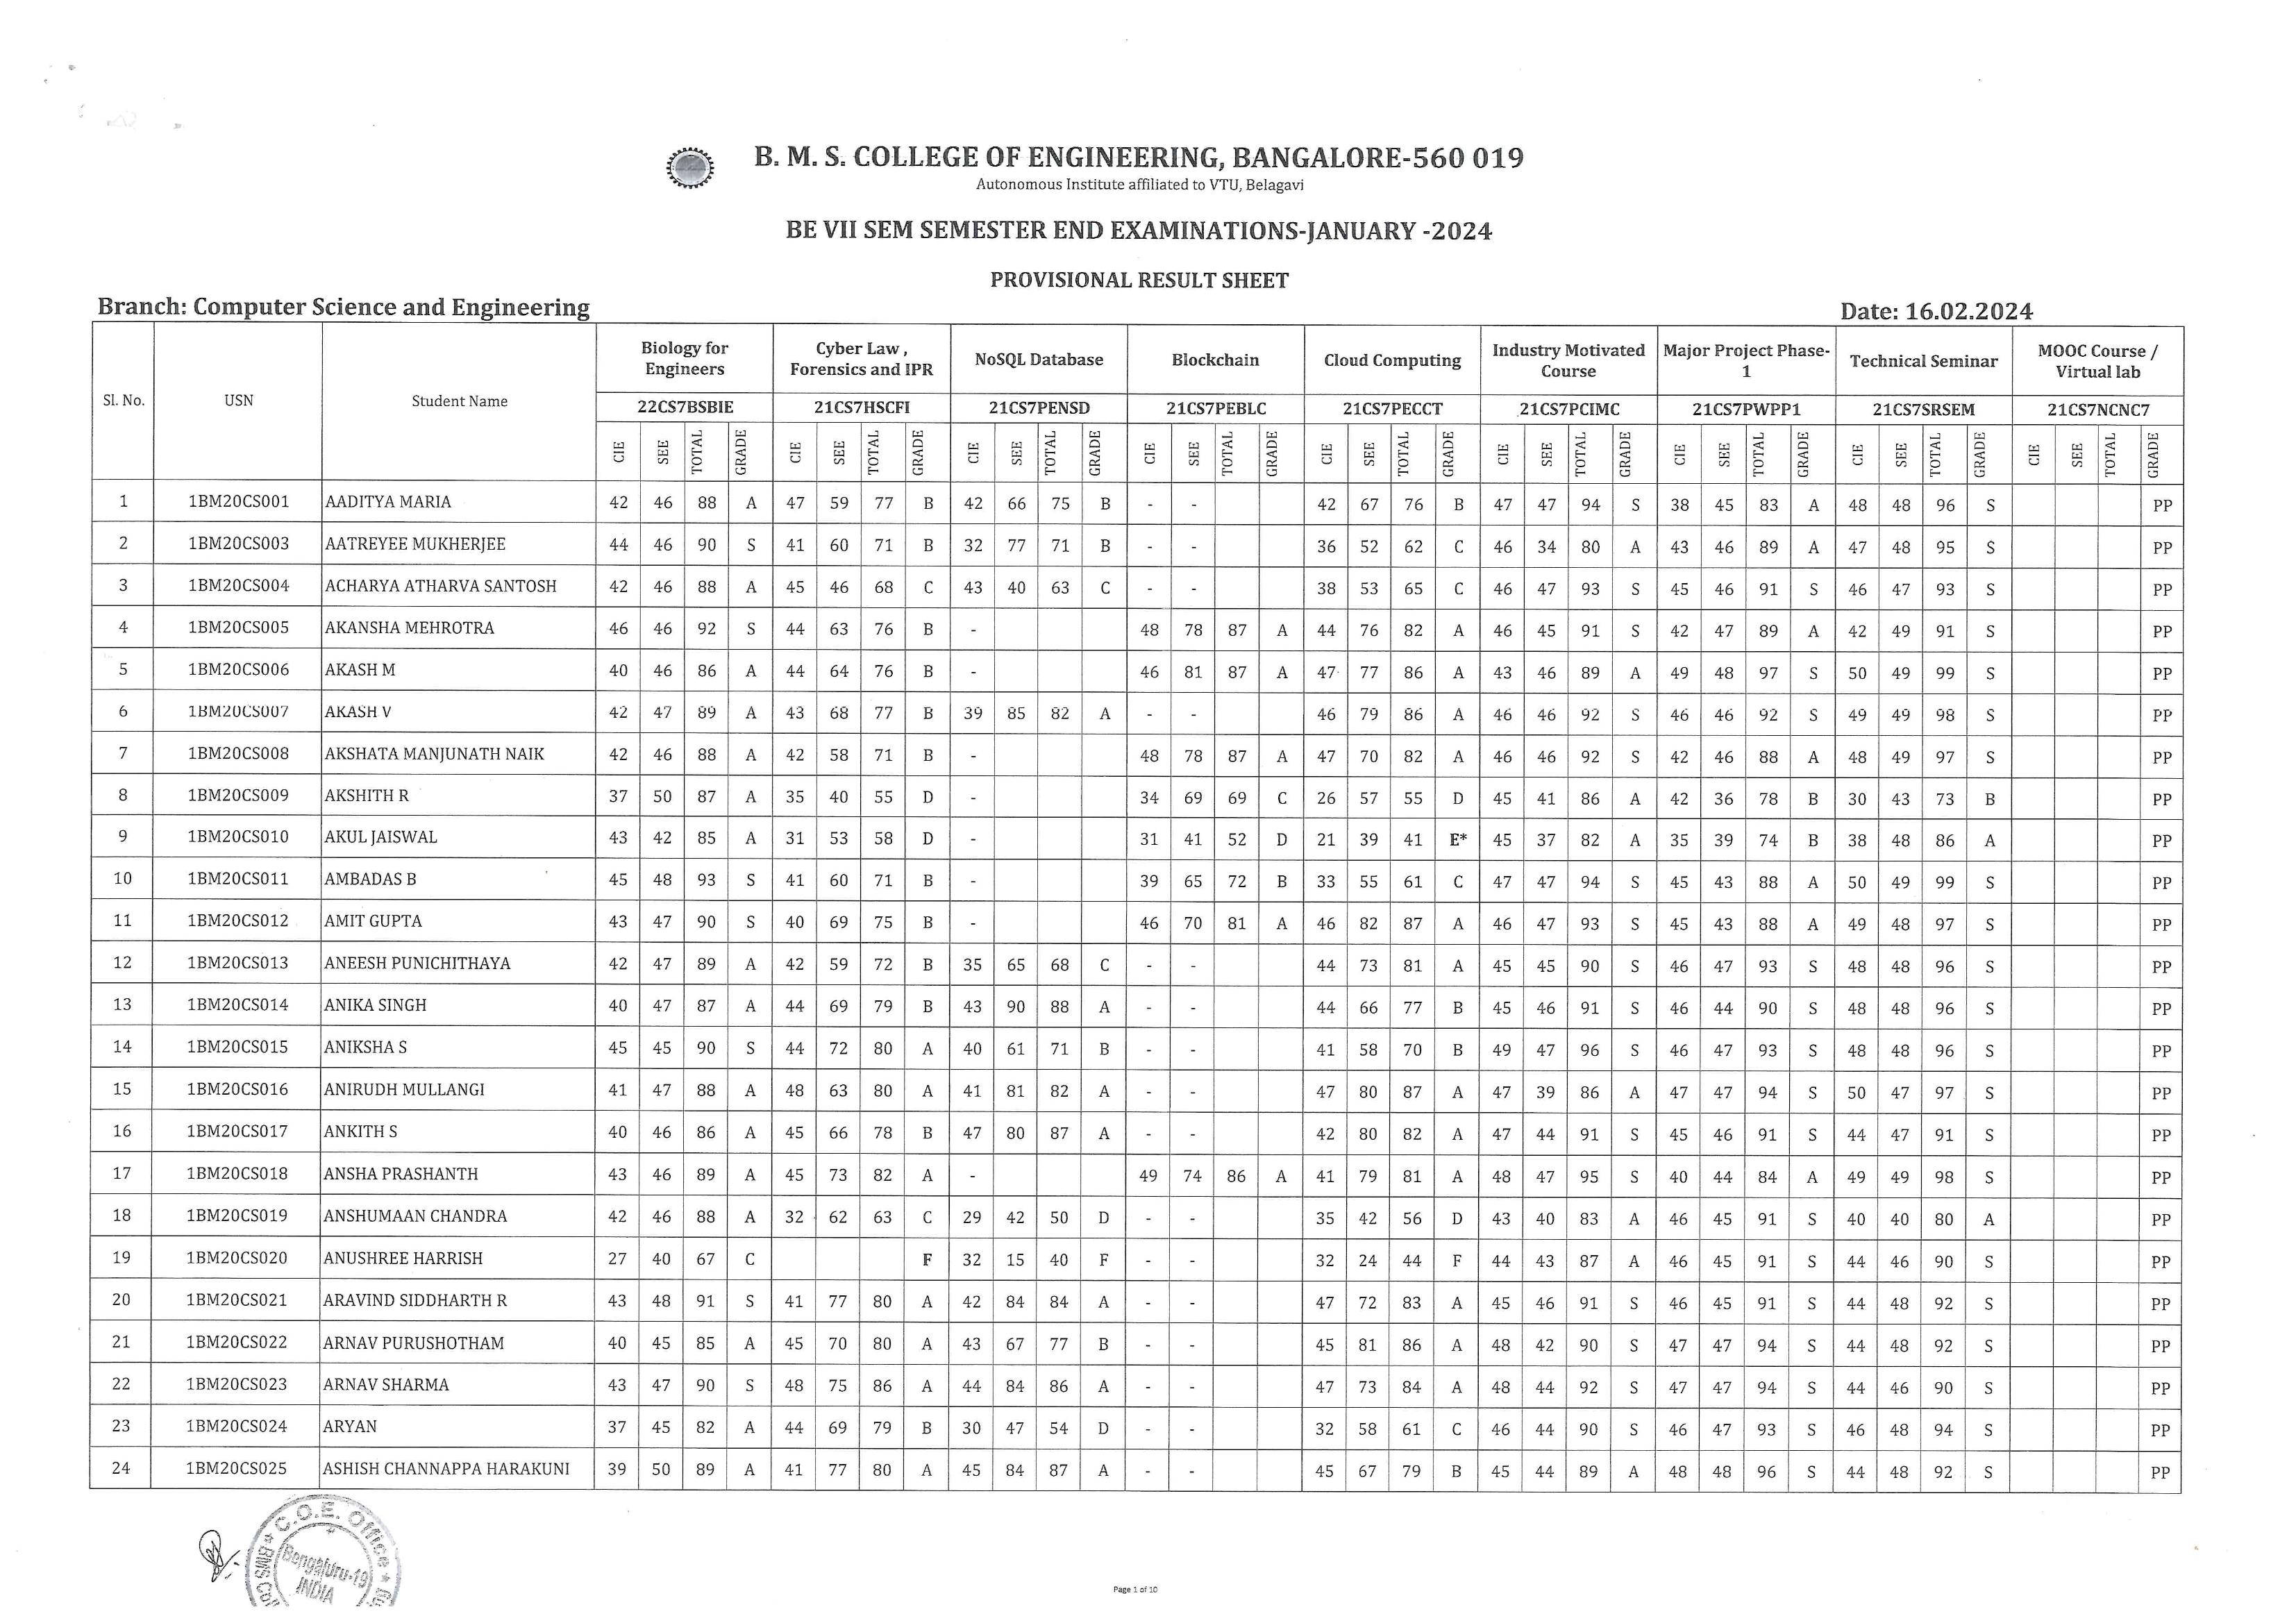 B. M. S. COLLEGE OF ENGINEERING, BANGALORE-560 019
Autonomous Institute affiliated to VTU, Belagavi
BE VII SEM SEMESTER END EXAMINATIONS-JANUARY -2024
PROVISIONAL RESULT SHEET
Branch: Computer Science and Engineering Date: 16.02.2024
Sl. No. USN Student Name Biology for Engineers Cyber Law , Forensics and IPR NoSQL Database Blockchain Cloud Computing Industry Motivated Course Major Project Phase-1 Technical Seminar MOOC Course / Virtual lab
22CS7BSBIE 21CS7HSCFI 21CS7PENSD 21CS7PEBLC 21CS7PECCT 21CS7PCIMC 21CS7PWPP1 21CS7SRSEM 21CS7NCNC7
CIE SEE TOTAL GRADE CIE SEE TOTAL GRADE CIE SEE TOTAL GRADE CIE SEE TOTAL GRADE CIE SEE TOTAL GRADE CIE SEE TOTAL GRADE CIE SEE TOTAL GRADE CIE SEE TOTAL GRADE CIE SEE TOTAL GRADE
1 1BM20CS001 AADITYA MARIA 42 46 88 A 47 59 77 B 42 66 75 B - - 42 67 76 B 47 47 94 S 38 45 83 A 48 48 96 S PP
2 1BM20CS003 AATREYEE MUKHERJEE 44 46 90 S 41 60 71 B 32 77 71 B - - 36 52 62 C 46 34 80 A 43 46 89 A 47 48 95 S PP
3 1BM20CS004 ACHARYA ATHARVA SANTOSH 42 46 88 A 45 46 68 C 43 40 63 C - - 38 53 65 C 46 47 93 S 45 46 91 S 46 47 93 S PP
4 1BM20CS005 AKANSHA MEHROTRA 46 46 92 S 44 63 76 B - 48 78 87 A 44 76 82 A 46 45 91 S 42 47 89 A 42 49 91 S PP
5 1BM20CS006 AKASH M 40 46 86 A 44 64 76 B - 46 81 87 A 47 77 86 A 43 46 89 A 49 48 97 S 50 49 99 S PP
6 1BM20CS007 AKASH V 42 47 89 A 43 68 77 B 39 85 82 A - - 46 79 86 A 46 46 92 S 46 46 92 S 49 49 98 S PP
7 1BM20CS008 AKSHATA MANJUNATH NAIK 42 46 88 A 42 58 71 B - 48 78 87 A 47 70 82 A 46 46 92 S 42 46 88 A 48 49 97 S PP
8 1BM20CS009 AKSHITH R 37 50 87 A 35 40 55 D - 34 69 69 C 26 57 55 D 45 41 86 A 42 36 78 B 30 43 73 B PP
9 1BM20CS010 AKUL JAISWAL 43 42 85 A 31 53 58 D - 31 41 52 D 21 39 41 E* 45 37 82 A 35 39 74 B 38 48 86 A PP
10 1BM20CS011 AMBADAS B 45 48 93 S 41 60 71 B - 39 65 72 B 33 55 61 C 47 47 94 S 45 43 88 A 50 49 99 S PP
11 1BM20CS012 AMIT GUPTA 43 47 90 S 40 69 75 B - 46 70 81 A 46 82 87 A 46 47 93 S 45 43 88 A 49 48 97 S PP
12 1BM20CS013 ANEESH PUNICHITHAYA 42 47 89 A 42 59 72 B 35 65 68 C - - 44 73 81 A 45 45 90 S 46 47 93 S 48 48 96 S PP
13 1BM20CS014 ANIKA SINGH 40 47 87 A 44 69 79 B 43 90 88 A - - 44 66 77 B 45 46 91 S 46 44 90 S 48 48 96 S PP
14 1BM20CS015 ANIKSHA S 45 45 90 S 44 72 80 A 40 61 71 B - - 41 58 70 B 49 47 96 S 46 47 93 S 48 48 96 S PP
15 1BM20CS016 ANIRUDH MULLANGI 41 47 88 A 48 63 80 A 41 81 82 A - - 47 80 87 A 47 39 86 A 47 47 94 S 50 47 97 S PP
16 1BM20CS017 ANKITH S 40 46 86 A 45 66 78 B 47 80 87 A - - 42 80 82 A 47 44 91 S 45 46 91 S 44 47 91 S PP
17 1BM20CS018 ANSHA PRASHANTH 43 46 89 A 45 73 82 A - 49 74 86 A 41 79 81 A 48 47 95 S 40 44 84 A 49 49 98 S PP
18 1BM20CS019 ANSHUMAAN CHANDRA 42 46 88 A 32 62 63 C 29 42 50 D - - 35 42 56 D 43 40 83 A 46 45 91 S 40 40 80 A PP
19 1BM20CS020 ANUSHREE HARRISH 27 40 67 C F 32 15 40 F - - 32 24 44 F 44 43 87 A 46 45 91 S 44 46 90 S PP
20 1BM20CS021 ARAVIND SIDDHARTH R 43 48 91 S 41 77 80 A 42 84 84 A - - 47 72 83 A 45 46 91 S 46 45 91 S 44 48 92 S PP
21 1BM20CS022 ARNAV PURUSHOTHAM 40 45 85 A 45 70 80 A 43 67 77 B - - 45 81 86 A 48 42 90 S 47 47 94 S 44 48 92 S PP
22 1BM20CS023 ARNAV SHARMA 43 47 90 S 48 75 86 A 44 84 86 A - - 47 73 84 A 48 44 92 S 47 47 94 S 44 46 90 S PP
23 1BM20CS024 ARYAN 37 45 82 A 44 69 79 B 30 47 54 D - - 32 58 61 C 46 44 90 S 46 47 93 S 46 48 94 S PP
24 1BM20CS025 ASHISH CHANNAPPA HARAKUNI 39 50 89 A 41 77 80 A 45 84 87 A - - 45 67 79 B 45 44 89 A 48 48 96 S 44 48 92 S PP
C.O.E. Office
Bengaluru-19
INDIA
Page 1 of 10